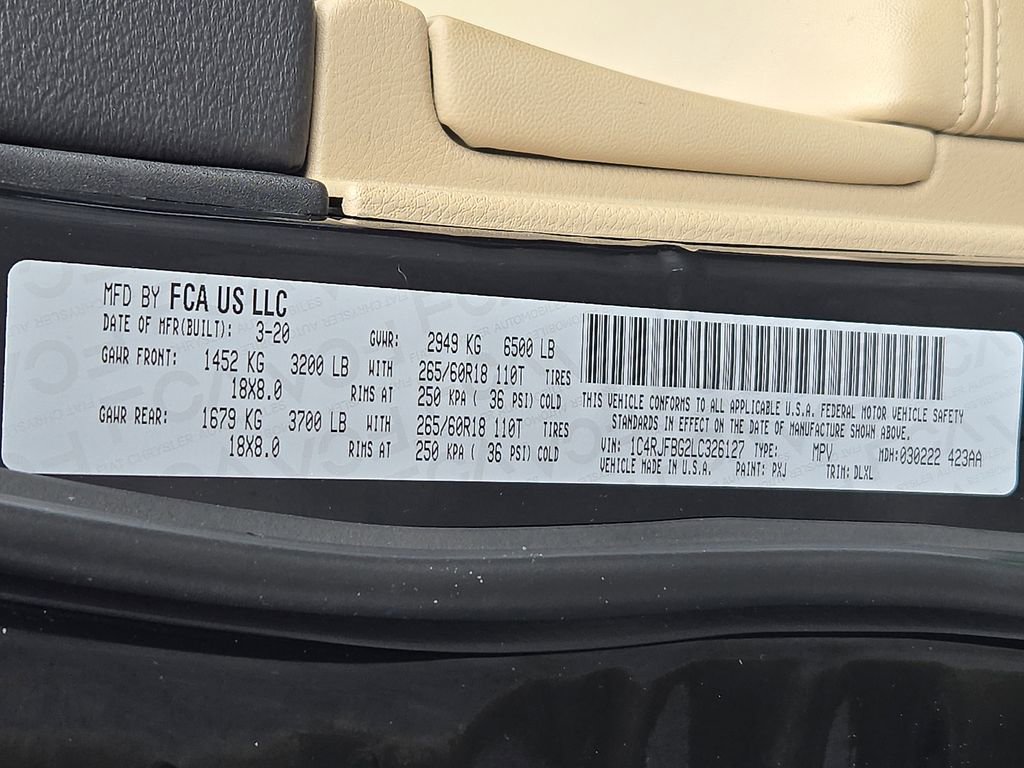 MFD BY FCA US LLC
DATE OF MFR(BUILT): 3-20 GVWR: 2949 KG 6500 LB
GAWR FRONT: 1452 KG 3200 LB WITH 265/60R18 110T TIRES
18X8.0 RIMS AT 250 KPA ( 36 PSI) COLD
GAWR REAR: 1679 KG 3700 LB WITH 265/60R18 110T TIRES
18X8.0 RIMS AT 250 KPA ( 36 PSI) COLD
THIS VEHICLE CONFORMS TO ALL APPLICABLE U.S.A. FEDERAL MOTOR VEHICLE SAFETY
STANDARDS IN EFFECT ON THE DATE OF MANUFACTURE SHOWN ABOVE.
VIN: 1C4RJFBG2LC326127 TYPE: MPV MDH:030222 423AA
VEHICLE MADE IN U.S.A. PAINT: PXJ TRIM: DLXL